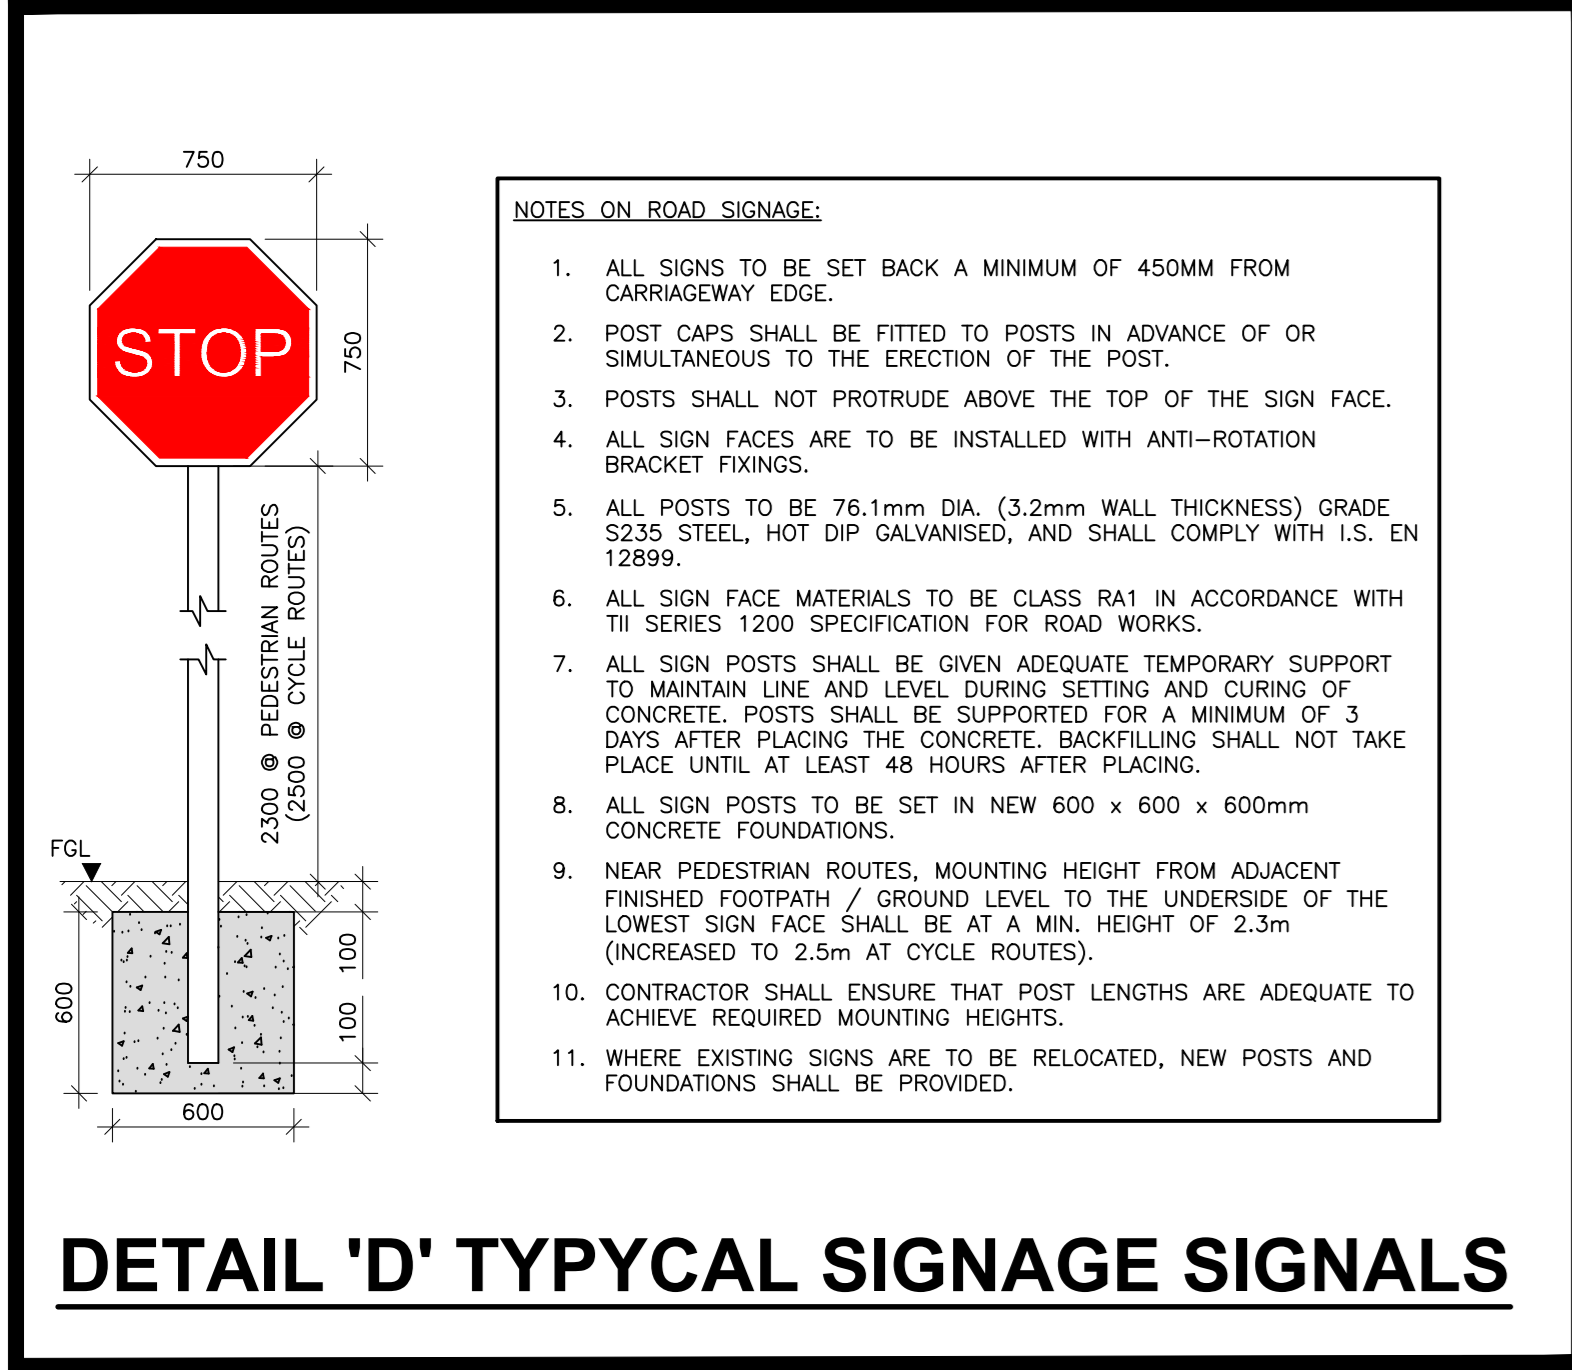 750
STOP
750
2300 @ PEDESTRIAN ROUTES
(2500 @ CYCLE ROUTES)
FGL
600
100
100
600
NOTES ON ROAD SIGNAGE:
1. ALL SIGNS TO BE SET BACK A MINIMUM OF 450MM FROM
CARRIAGEWAY EDGE.
2. POST CAPS SHALL BE FITTED TO POSTS IN ADVANCE OF OR
SIMULTANEOUS TO THE ERECTION OF THE POST.
3. POSTS SHALL NOT PROTRUDE ABOVE THE TOP OF THE SIGN FACE.
4. ALL SIGN FACES ARE TO BE INSTALLED WITH ANTI-ROTATION
BRACKET FIXINGS.
5. ALL POSTS TO BE 76.1mm DIA. (3.2mm WALL THICKNESS) GRADE
S235 STEEL, HOT DIP GALVANISED, AND SHALL COMPLY WITH I.S. EN
12899.
6. ALL SIGN FACE MATERIALS TO BE CLASS RA1 IN ACCORDANCE WITH
TII SERIES 1200 SPECIFICATION FOR ROAD WORKS.
7. ALL SIGN POSTS SHALL BE GIVEN ADEQUATE TEMPORARY SUPPORT
TO MAINTAIN LINE AND LEVEL DURING SETTING AND CURING OF
CONCRETE. POSTS SHALL BE SUPPORTED FOR A MINIMUM OF 3
DAYS AFTER PLACING THE CONCRETE. BACKFILLING SHALL NOT TAKE
PLACE UNTIL AT LEAST 48 HOURS AFTER PLACING.
8. ALL SIGN POSTS TO BE SET IN NEW 600 x 600 x 600mm
CONCRETE FOUNDATIONS.
9. NEAR PEDESTRIAN ROUTES, MOUNTING HEIGHT FROM ADJACENT
FINISHED FOOTPATH / GROUND LEVEL TO THE UNDERSIDE OF THE
LOWEST SIGN FACE SHALL BE AT A MIN. HEIGHT OF 2.3m
(INCREASED TO 2.5m AT CYCLE ROUTES).
10. CONTRACTOR SHALL ENSURE THAT POST LENGTHS ARE ADEQUATE TO
ACHIEVE REQUIRED MOUNTING HEIGHTS.
11. WHERE EXISTING SIGNS ARE TO BE RELOCATED, NEW POSTS AND
FOUNDATIONS SHALL BE PROVIDED.
DETAIL 'D' TYPYCAL SIGNAGE SIGNALS